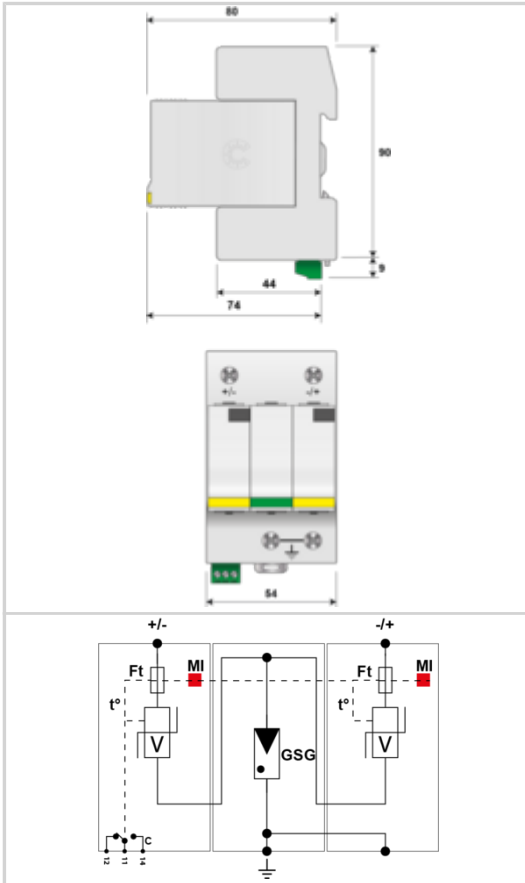 80
90
9
44
74
+/- -/+
54
+/- -/+
Ft MI Ft MI
t° t°
V GSG V
C
12 11 14